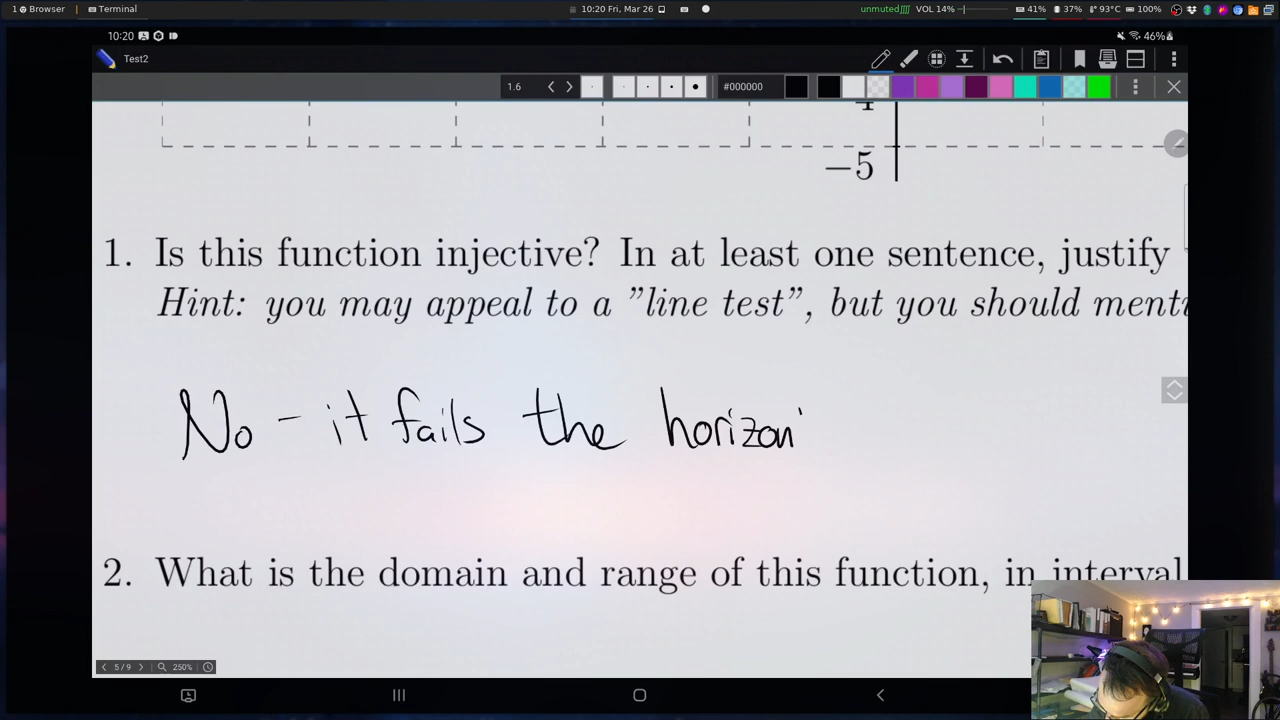 1 Browser Terminal 10:20 Fri, Mar 26 unmuted VOL 14% 41% 37% 93°C 100%
10:20 46%
Test2
1.6 #000000
-5
1. Is this function injective? In at least one sentence, justify
Hint: you may appeal to a "line test", but you should menti
No - it fails the horizon
2. What is the domain and range of this function, in interval
5 / 9 250%